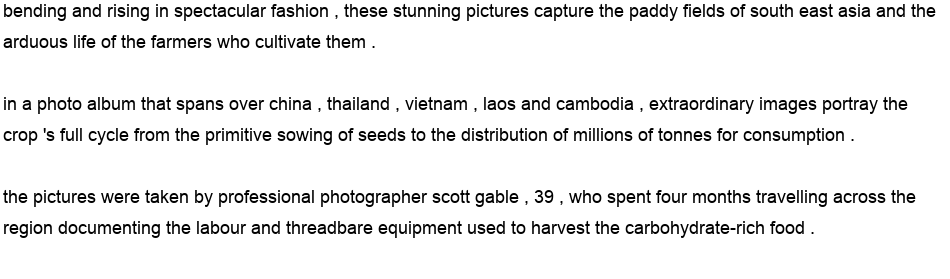 bending and rising in spectacular fashion , these stunning pictures capture the paddy fields of south east asia and the
arduous life of the farmers who cultivate them .
in a photo album that spans over china , thailand , vietnam , laos and cambodia , extraordinary images portray the
crop 's full cycle from the primitive sowing of seeds to the distribution of millions of tonnes for consumption .
the pictures were taken by professional photographer scott gable , 39 , who spent four months travelling across the
region documenting the labour and threadbare equipment used to harvest the carbohydrate-rich food .